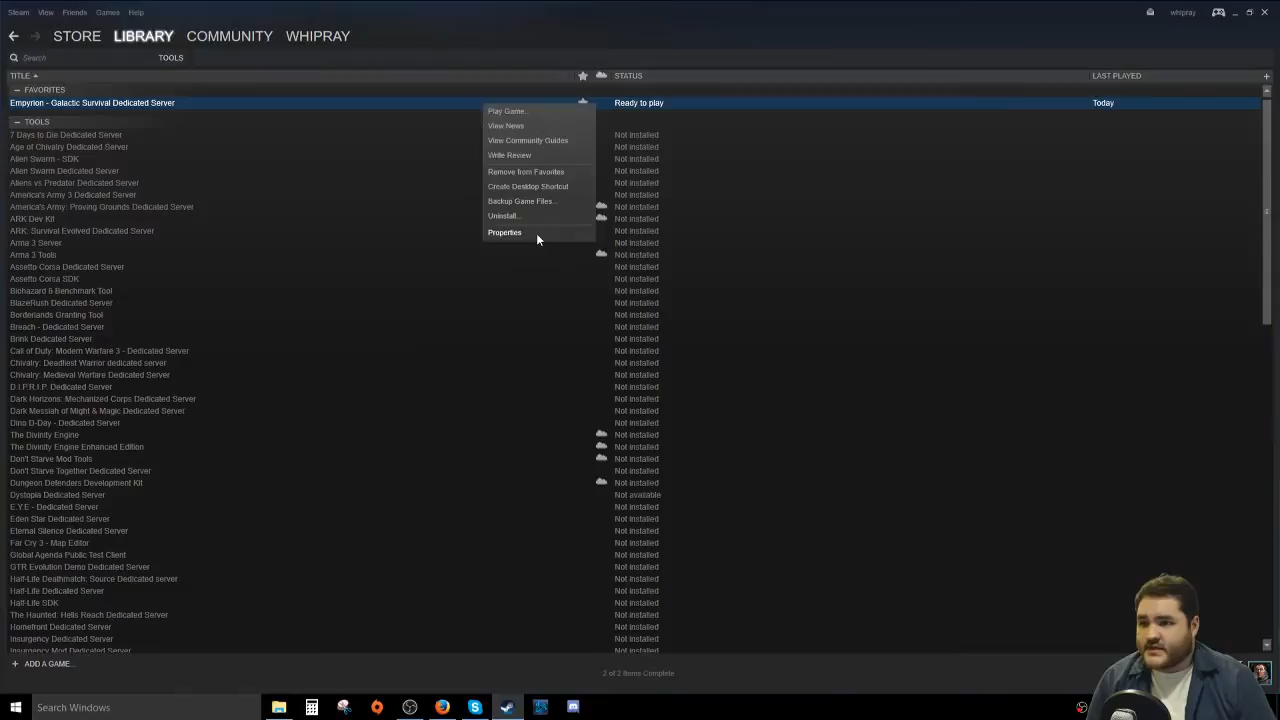 Steam View Friends Games Help whipray
STORE LIBRARY COMMUNITY WHIPRAY
Search TOOLS
TITLE STATUS LAST PLAYED
FAVORITES
Empyrion - Galactic Survival Dedicated Server Ready to play Today
TOOLS
7 Days to Die Dedicated Server Not installed
Age of Chivalry Dedicated Server Not installed
Alien Swarm - SDK Not installed
Alien Swarm Dedicated Server Not installed
Aliens vs Predator Dedicated Server Not installed
America's Army 3 Dedicated Server Not installed
America's Army: Proving Grounds Dedicated Server Not installed
ARK Dev Kit Not installed
ARK: Survival Evolved Dedicated Server Not installed
Arma 3 Server Not installed
Arma 3 Tools Not installed
Assetto Corsa Dedicated Server Not installed
Assetto Corsa SDK Not installed
Biohazard 6 Benchmark Tool Not installed
BlazeRush Dedicated Server Not installed
Borderlands Granting Tool Not installed
Breach - Dedicated Server Not installed
Brink Dedicated Server Not installed
Call of Duty: Modern Warfare 3 - Dedicated Server Not installed
Chivalry: Deadliest Warrior dedicated server Not installed
Chivalry: Medieval Warfare Dedicated Server Not installed
D.I.P.R.I.P. Dedicated Server Not installed
Dark Horizons: Mechanized Corps Dedicated Server Not installed
Dark Messiah of Might & Magic Dedicated Server Not installed
Dino D-Day - Dedicated Server Not installed
The Divinity Engine Not installed
The Divinity Engine Enhanced Edition Not installed
Don't Starve Mod Tools Not installed
Don't Starve Together Dedicated Server Not installed
Dungeon Defenders Development Kit Not installed
Dystopia Dedicated Server Not available
E.Y.E - Dedicated Server Not installed
Eden Star Dedicated Server Not installed
Eternal Silence Dedicated Server Not installed
Far Cry 3 - Map Editor Not installed
Global Agenda Public Test Client Not installed
GTR Evolution Demo Dedicated Server Not installed
Half-Life Deathmatch: Source Dedicated server Not installed
Half-Life Dedicated Server Not installed
Half-Life SDK Not installed
The Haunted: Hells Reach Dedicated Server Not installed
Homefront Dedicated Server Not installed
Insurgency Dedicated Server Not installed
Insurgency Mod Dedicated Server Not installed
Play Game...
View News
View Community Guides
Write Review
Remove from Favorites
Create Desktop Shortcut
Backup Game Files...
Uninstall...
Properties
ADD A GAME...
2 of 2 Items Complete
Search Windows